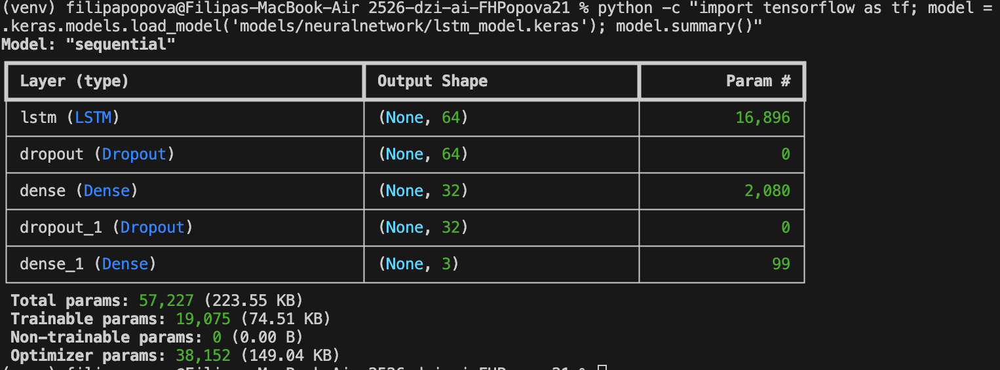 (venv) filipapopova@Filipas-MacBook-Air 2526-dzi-ai-FHPopova21 % python -c "import tensorflow as tf; model =
.keras.models.load_model('models/neuralnetwork/lstm_model.keras'); model.summary()"
Model: "sequential"
Layer (type) Output Shape Param #
lstm (LSTM) (None, 64) 16,896
dropout (Dropout) (None, 64) 0
dense (Dense) (None, 32) 2,080
dropout_1 (Dropout) (None, 32) 0
dense_1 (Dense) (None, 3) 99
Total params: 57,227 (223.55 KB)
Trainable params: 19,075 (74.51 KB)
Non-trainable params: 0 (0.00 B)
Optimizer params: 38,152 (149.04 KB)